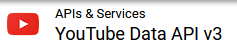 APIs & Services
YouTube Data API v3